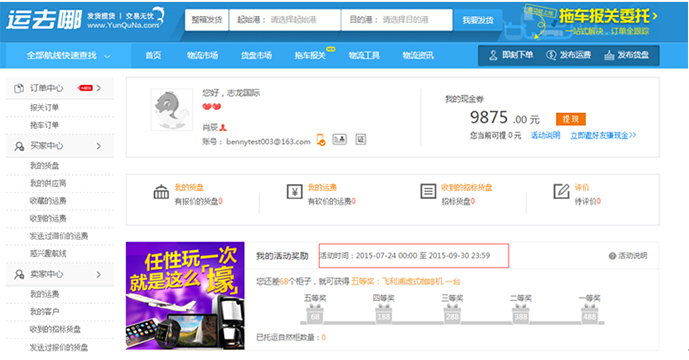 运去哪
发货揽货 | 交易无忧
www.YunQuNa.com
整箱发货 起始港: 请选择起始港 目的港: 请选择目的港 我要发货
拖车报关委托
一站式解决，订单全跟踪
全部航线快速查找 首页 物流市场 货盘市场 拖车报关 物流工具 物流资讯 即刻下单 发布运费 发布货盘
订单中心
报关订单
拖车订单
买家中心
我的货盘
我的供应商
收藏的运费
收到的运费
发送过询价的运费
感兴趣航线
卖家中心
我的运费
我的客户
收到的招标货盘
发送过报价的货盘
您好，志龙国际
肖辰
账号：bennytest003@163.com
我的现金券
9875.00 元 提现
您当前可提 0 元 活动说明 立即邀好友赚现金>>
我的货盘
有报价的货盘0
我的运费
有砍价的运费0
收到的招标货盘
招标货盘0
评价
待评价0
任性玩一次
就是这么「壕」
我的活动奖励 活动时间：2015-07-24 00:00 至 2015-09-30 23:59 活动说明
您还差68个柜子，就可获得 五等奖：飞利浦滴滤式咖啡机 一台
五等奖 四等奖 三等奖 二等奖 一等奖
68 188 288 388 488
已托运自然柜数量：0